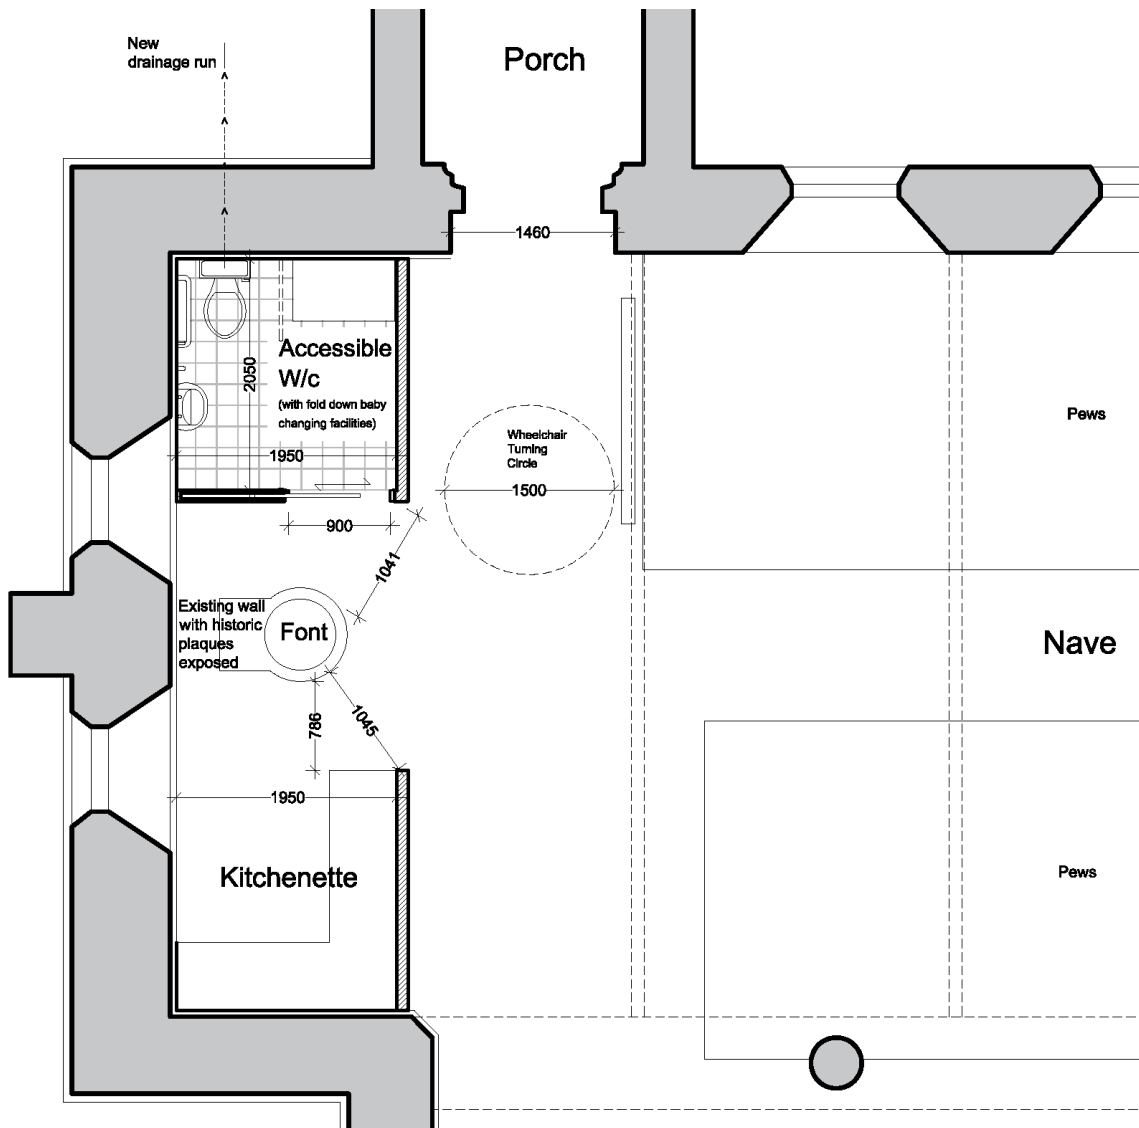 New
drainage run
Porch
1460
Accessible
W/c
(with fold down baby
changing facilities)
2050
1950
Wheelchair
Turning
Circle
1500
Pews
900
1041
Existing wall
with historic
plaques
exposed
Font
Nave
786
1045
1950
Kitchenette
Pews